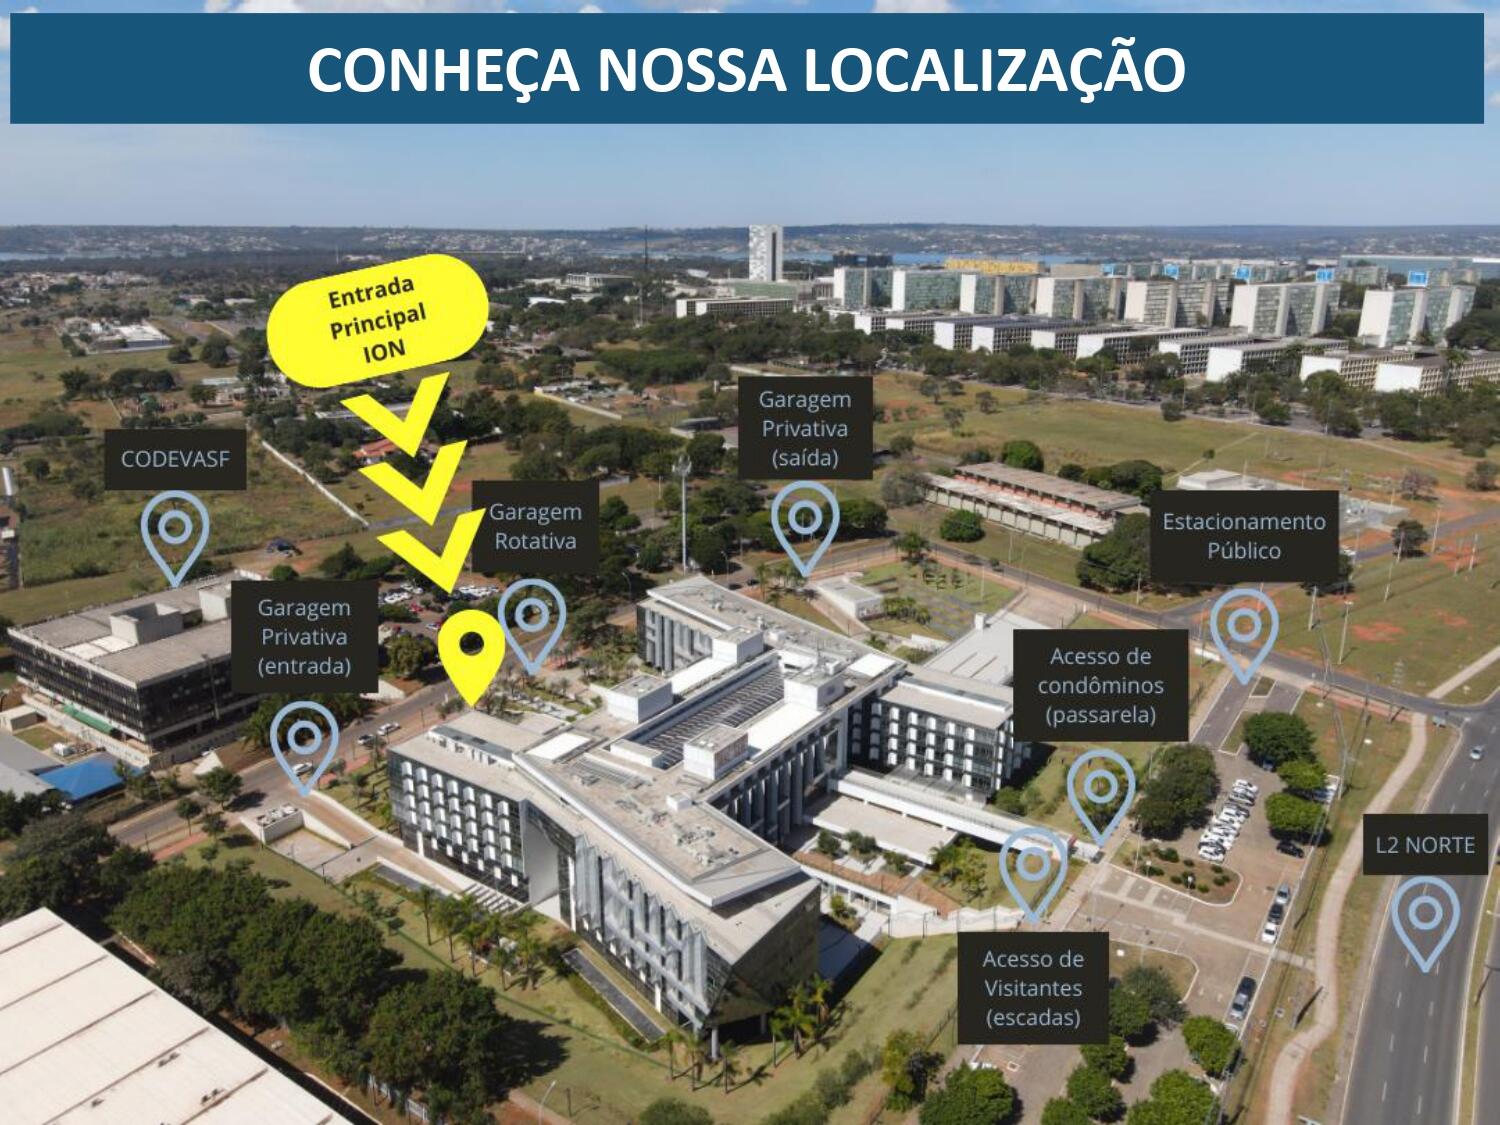 CONHEÇA NOSSA LOCALIZAÇÃO
Entrada
Principal
ION
CODEVASF
Garagem
Privativa
(saída)
Garagem
Rotativa
Estacionamento
Público
Garagem
Privativa
(entrada)
Acesso de
condôminos
(passarela)
L2 NORTE
Acesso de
Visitantes
(escadas)